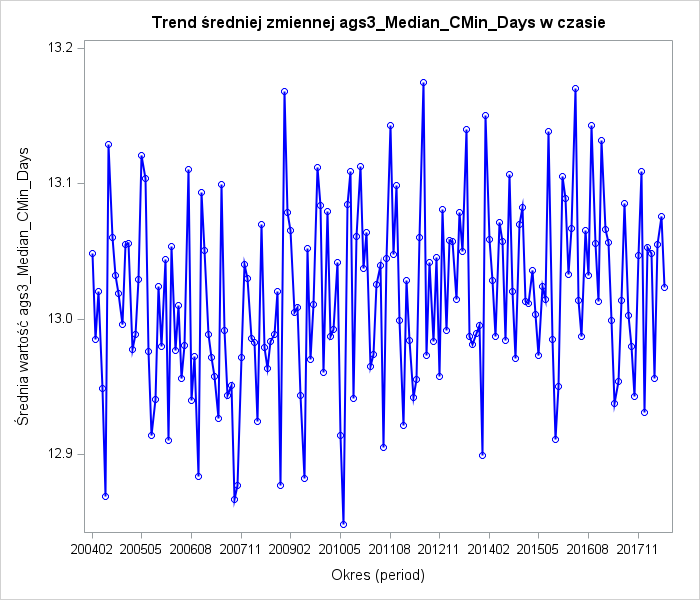 Trend średniej zmiennej ags3_Median_CMin_Days w czasie
Średnia wartość ags3_Median_CMin_Days
13.2
13.1
13.0
12.9
200402 200505 200608 200711 200902 201005 201108 201211 201402 201505 201608 201711
Okres (period)